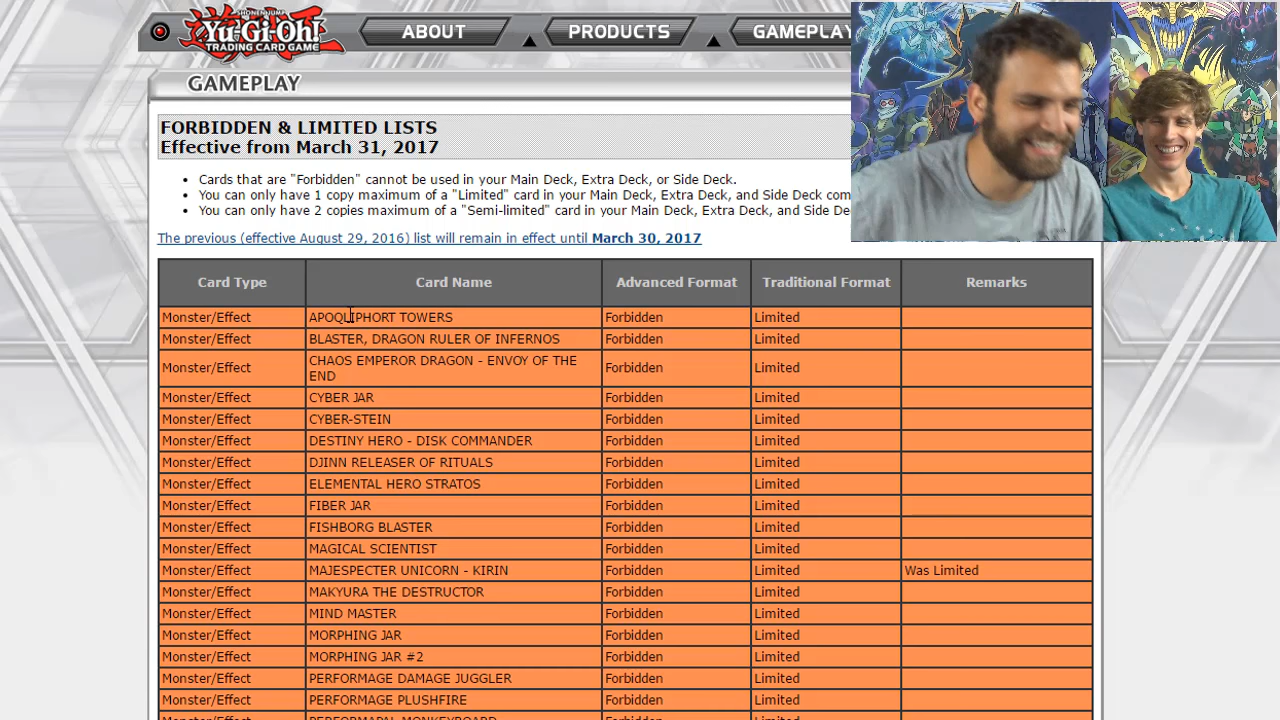 SHONEN JUMP
Yu-Gi-Oh!
TRADING CARD GAME
ABOUT
PRODUCTS
GAMEPLAY
GAMEPLAY
FORBIDDEN & LIMITED LISTS
Effective from March 31, 2017
Cards that are "Forbidden" cannot be used in your Main Deck, Extra Deck, or Side Deck.
You can only have 1 copy maximum of a "Limited" card in your Main Deck, Extra Deck, and Side Deck com
You can only have 2 copies maximum of a "Semi-limited" card in your Main Deck, Extra Deck, and Side De
The previous (effective August 29, 2016) list will remain in effect until March 30, 2017
Card Type Card Name Advanced Format Traditional Format Remarks
Monster/Effect APOQLIPHORT TOWERS Forbidden Limited
Monster/Effect BLASTER, DRAGON RULER OF INFERNOS Forbidden Limited
Monster/Effect CHAOS EMPEROR DRAGON - ENVOY OF THE
END Forbidden Limited
Monster/Effect CYBER JAR Forbidden Limited
Monster/Effect CYBER-STEIN Forbidden Limited
Monster/Effect DESTINY HERO - DISK COMMANDER Forbidden Limited
Monster/Effect DJINN RELEASER OF RITUALS Forbidden Limited
Monster/Effect ELEMENTAL HERO STRATOS Forbidden Limited
Monster/Effect FIBER JAR Forbidden Limited
Monster/Effect FISHBORG BLASTER Forbidden Limited
Monster/Effect MAGICAL SCIENTIST Forbidden Limited
Monster/Effect MAJESPECTER UNICORN - KIRIN Forbidden Limited Was Limited
Monster/Effect MAKYURA THE DESTRUCTOR Forbidden Limited
Monster/Effect MIND MASTER Forbidden Limited
Monster/Effect MORPHING JAR Forbidden Limited
Monster/Effect MORPHING JAR #2 Forbidden Limited
Monster/Effect PERFORMAGE DAMAGE JUGGLER Forbidden Limited
Monster/Effect PERFORMAGE PLUSHFIRE Forbidden Limited
Monster/Effect PERFORMAPAL MONKEYBOARD Forbidden Limited